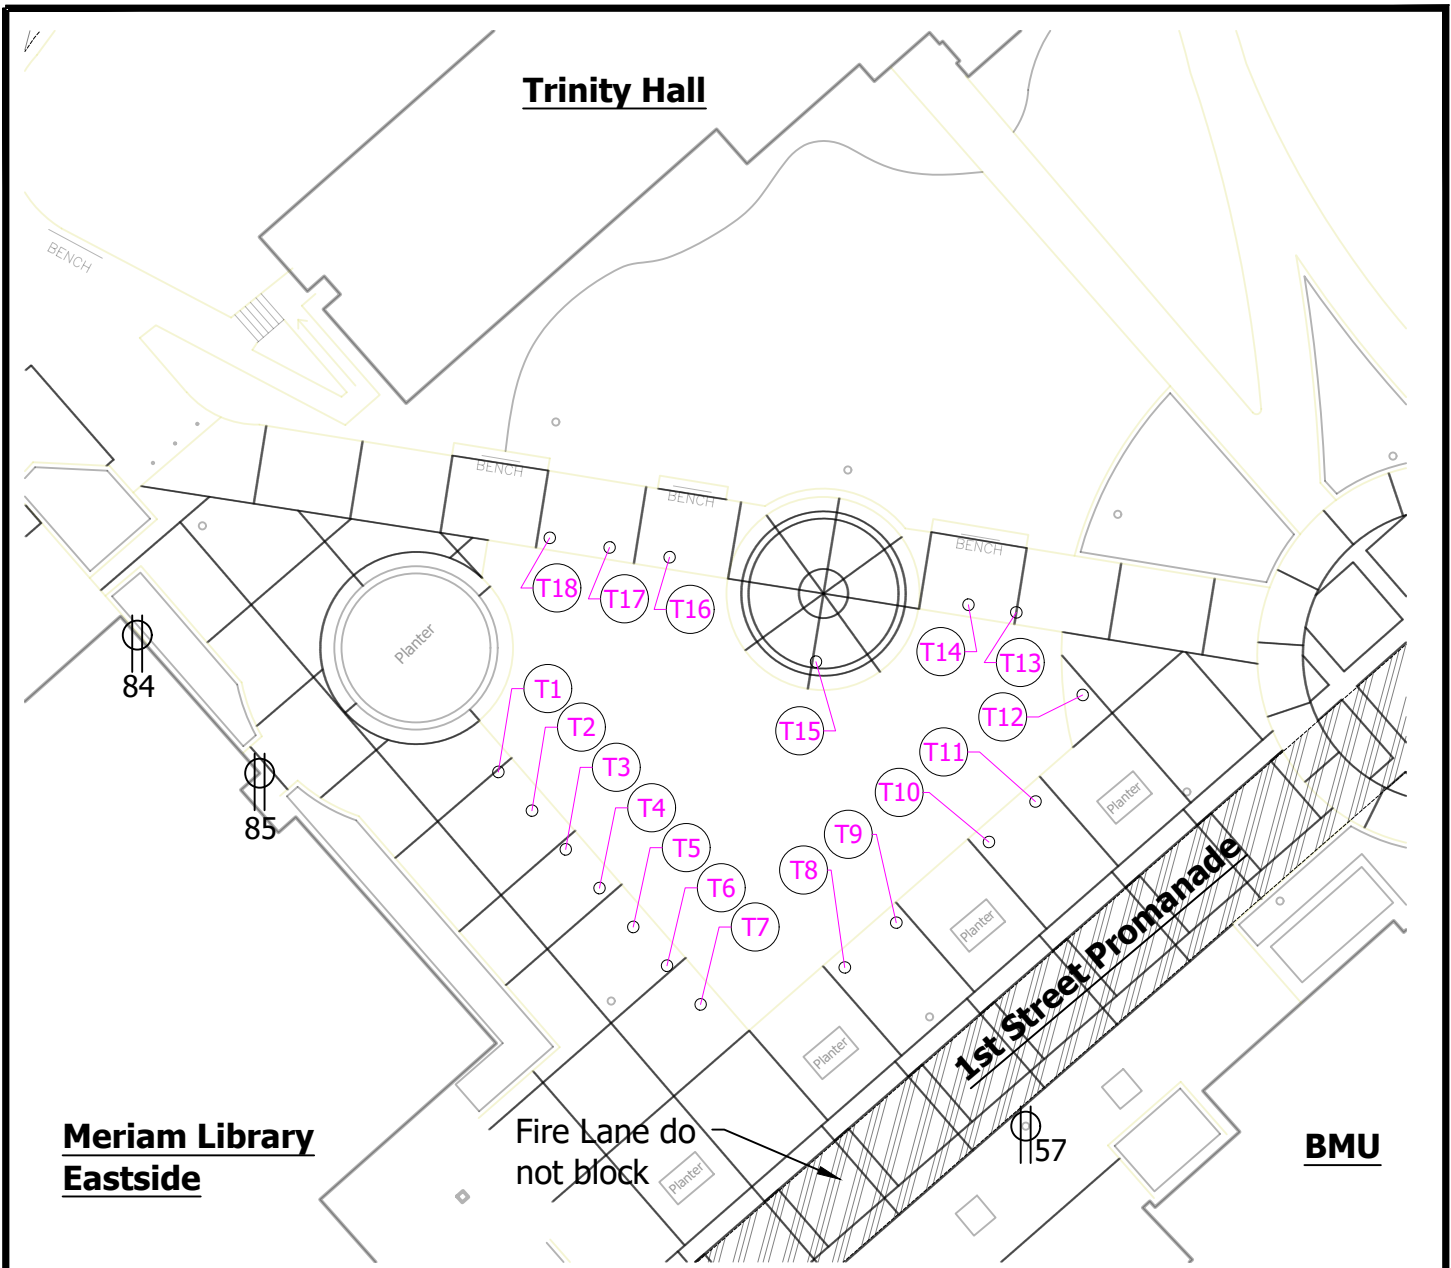 Trinity Hall
BENCH
BENCH
BENCH
BENCH
T18
T17
T16
T14
T13
Planter
84
T1
T12
T2
T15
T11
T3
T10
Planter
T4
85
T9
T5
T8
T6
T7
Planter
1st Street Promanade
Planter
Fire Lane do
not block
57
Planter
Meriam Library
Eastside
BMU